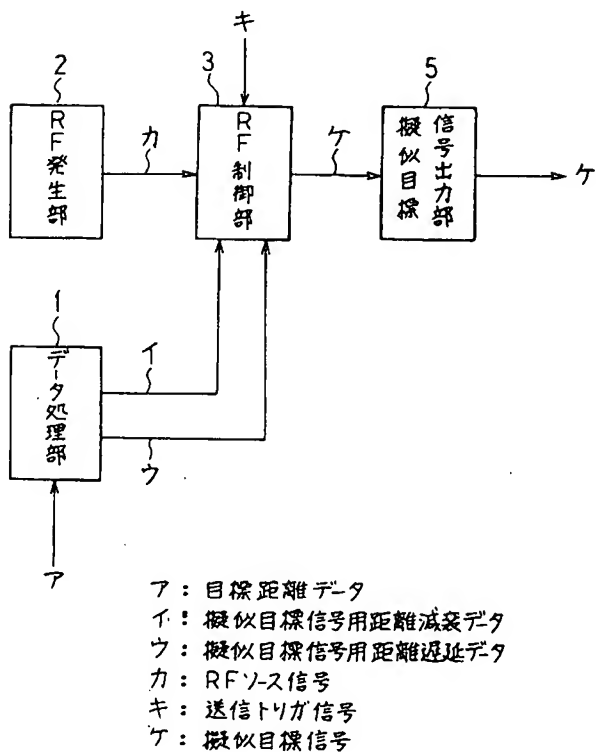 キ
2
3
5
RF発生部
カ
RF制御部
ケ
擬似目標
信号出力部
ケ
1
データ処理部
イ
ウ
ア
ア：目標距離データ
イ：擬似目標信号用距離減衰データ
ウ：擬似目標信号用距離遅延データ
カ：RFソース信号
キ：送信トリガ信号
ケ：擬似目標信号